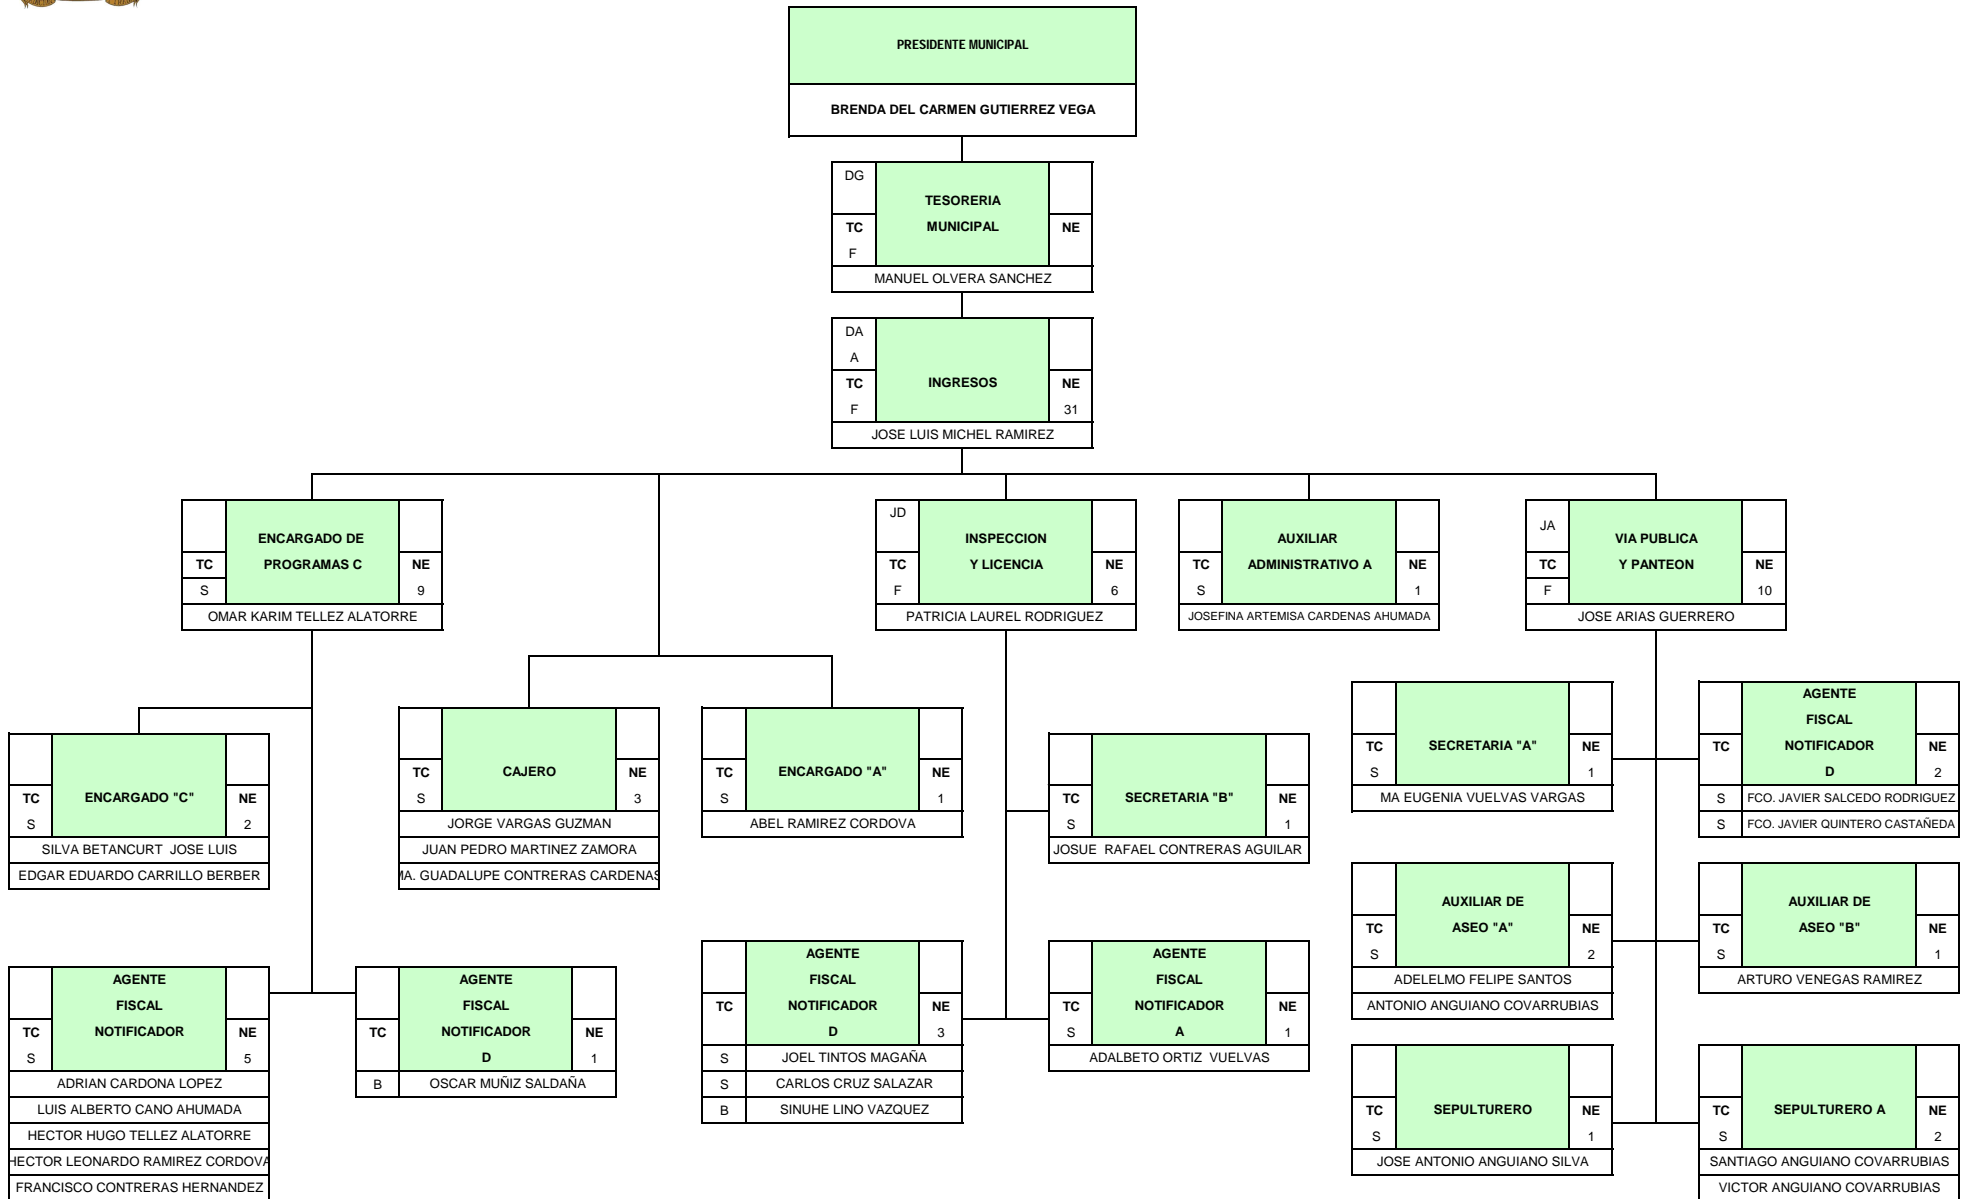 PRESIDENTE MUNICIPAL
BRENDA DEL CARMEN GUTIERREZ VEGA
DG
TESORERIA
MUNICIPAL
TC
NE
F
MANUEL OLVERA SANCHEZ
DA
A
INGRESOS
TC
NE
F
31
JOSE LUIS MICHEL RAMIREZ
ENCARGADO DE
PROGRAMAS C
TC
NE
S
9
OMAR KARIM TELLEZ ALATORRE
JD
INSPECCION
Y LICENCIA
TC
NE
F
6
PATRICIA LAUREL RODRIGUEZ
AUXILIAR
ADMINISTRATIVO A
TC
NE
S
1
JOSEFINA ARTEMISA CARDENAS AHUMADA
JA
VIA PUBLICA
Y PANTEON
TC
NE
F
10
JOSE ARIAS GUERRERO
ENCARGADO "C"
TC
NE
S
2
SILVA BETANCURT  JOSE LUIS
EDGAR EDUARDO CARRILLO BERBER
CAJERO
TC
NE
S
3
JORGE VARGAS GUZMAN
JUAN PEDRO MARTINEZ ZAMORA
MA. GUADALUPE CONTRERAS CARDENAS
ENCARGADO "A"
TC
NE
S
1
ABEL RAMIREZ CORDOVA
SECRETARIA "B"
TC
NE
S
1
JOSUE  RAFAEL CONTRERAS AGUILAR
SECRETARIA "A"
TC
NE
S
1
MA EUGENIA VUELVAS VARGAS
AGENTE
FISCAL
NOTIFICADOR
D
TC
NE
2
S FCO. JAVIER SALCEDO RODRIGUEZ
S FCO. JAVIER QUINTERO CASTAÑEDA
AUXILIAR DE
ASEO "A"
TC
NE
S
2
ADELELMO FELIPE SANTOS
ANTONIO ANGUIANO COVARRUBIAS
AUXILIAR DE
ASEO "B"
TC
NE
S
1
ARTURO VENEGAS RAMIREZ
AGENTE
FISCAL
NOTIFICADOR
TC
NE
S
5
ADRIAN CARDONA LOPEZ
LUIS ALBERTO CANO AHUMADA
HECTOR HUGO TELLEZ ALATORRE
HECTOR LEONARDO RAMIREZ CORDOVA
FRANCISCO CONTRERAS HERNANDEZ
AGENTE
FISCAL
NOTIFICADOR
D
TC
NE
1
B OSCAR MUÑIZ SALDAÑA
AGENTE
FISCAL
NOTIFICADOR
D
TC
NE
3
S JOEL TINTOS MAGAÑA
S CARLOS CRUZ SALAZAR
B SINUHE LINO VAZQUEZ
AGENTE
FISCAL
NOTIFICADOR
A
TC
NE
S
1
ADALBETO ORTIZ  VUELVAS
SEPULTURERO
TC
NE
S
1
JOSE ANTONIO ANGUIANO SILVA
SEPULTURERO A
TC
NE
S
2
SANTIAGO ANGUIANO COVARRUBIAS
VICTOR ANGUIANO COVARRUBIAS